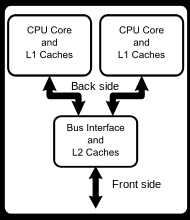 CPU Core
and
L1 Caches
CPU Core
and
L1 Caches
Back side
Bus Interface
and
L2 Caches
Front side